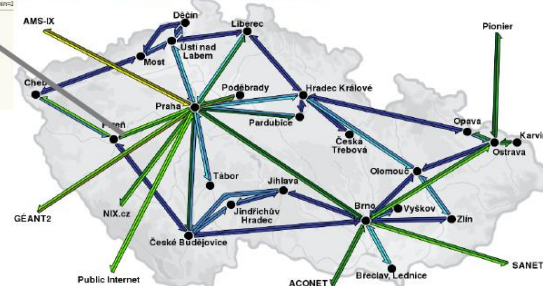 AMS-IX
Děčín
Liberec
Pionier
Ústí nad
Labem
Most
Cheb
Poděbrady
Hradec Králové
Praha
Pardubice
Opava
Karvin
Plzeň
Česká
Třebová
Ostrava
Olomouc
Tábor
Jihlava
Jindřichův
Hradec
Brno
Vyškov
Zlín
GÉANT2
NIX.cz
České Budějovice
Public Internet
Břeclav, Lednice
SANET
ACONET